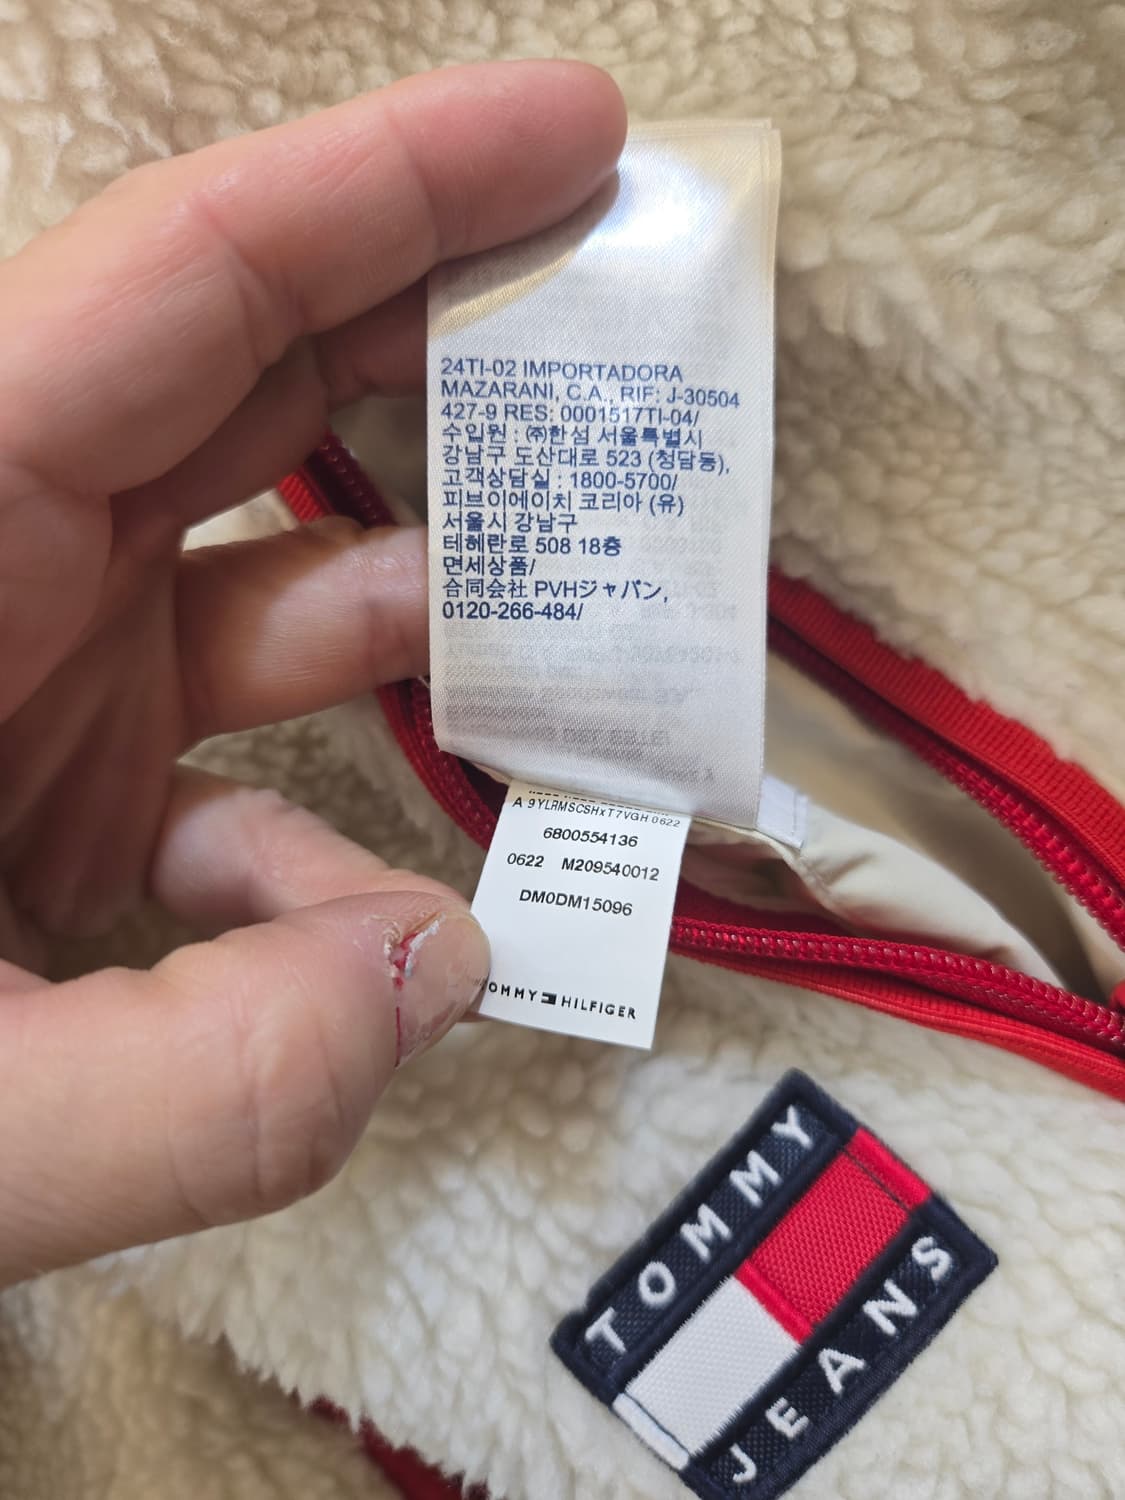 24TI-02 IMPORTADORA
MAZARANI, C.A., RIF: J-30504
427-9 RES: 0001517TI-04/
수입원 : ㈜한섬 서울특별시
강남구 도산대로 523 (청담동),
고객상담실 : 1800-5700/
피브이에이치 코리아 (유)
서울시 강남구
테헤란로 508 18층
면세상품/
合同会社 PVHジャパン,
0120-266-484/
A 9YLRMSCSHxT7VGH 0622
6800554136
0622 M209540012
DM0DM15096
OMMY HILFIGER
TOMMY
JEANS